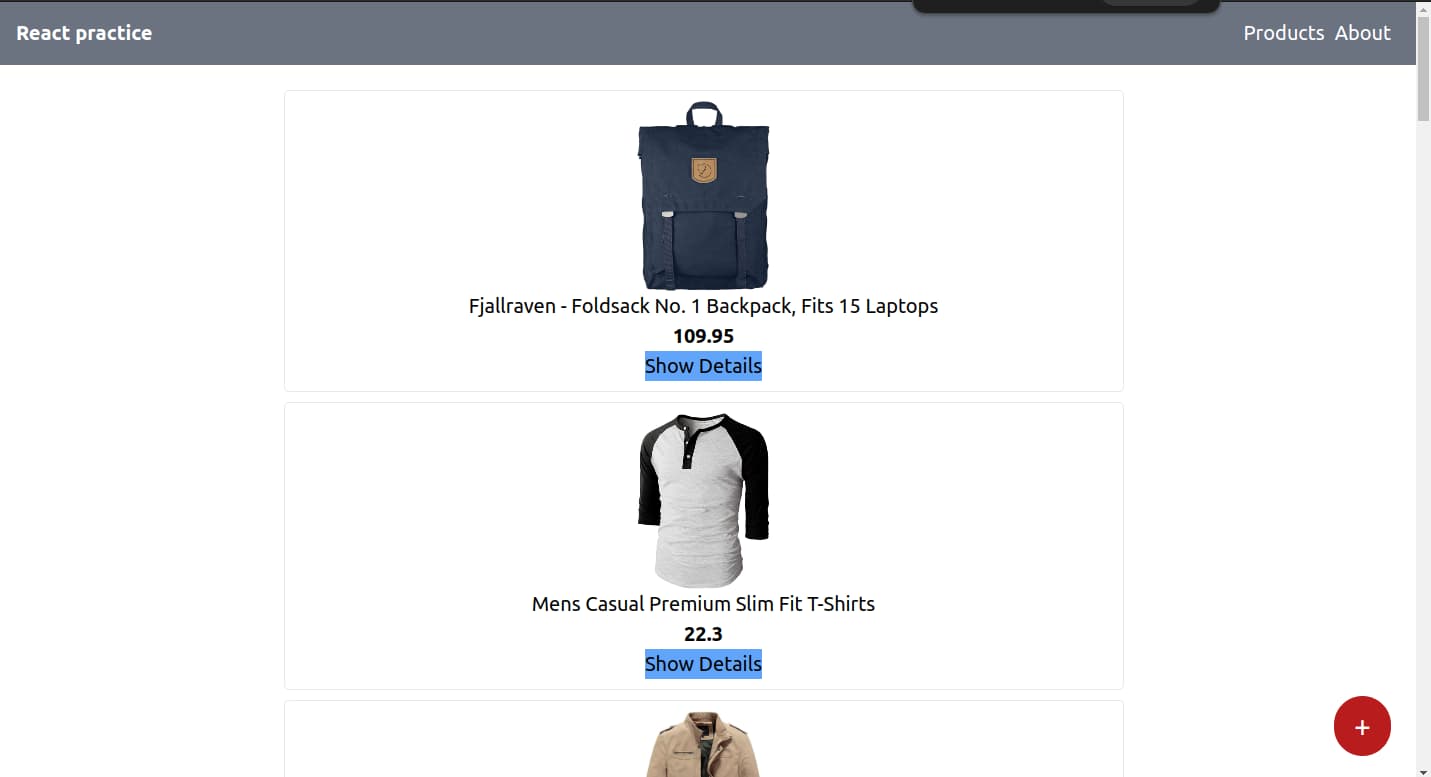 React practice
Products About
Fjallraven - Foldsack No. 1 Backpack, Fits 15 Laptops
109.95
Show Details
Mens Casual Premium Slim Fit T-Shirts
22.3
Show Details
+